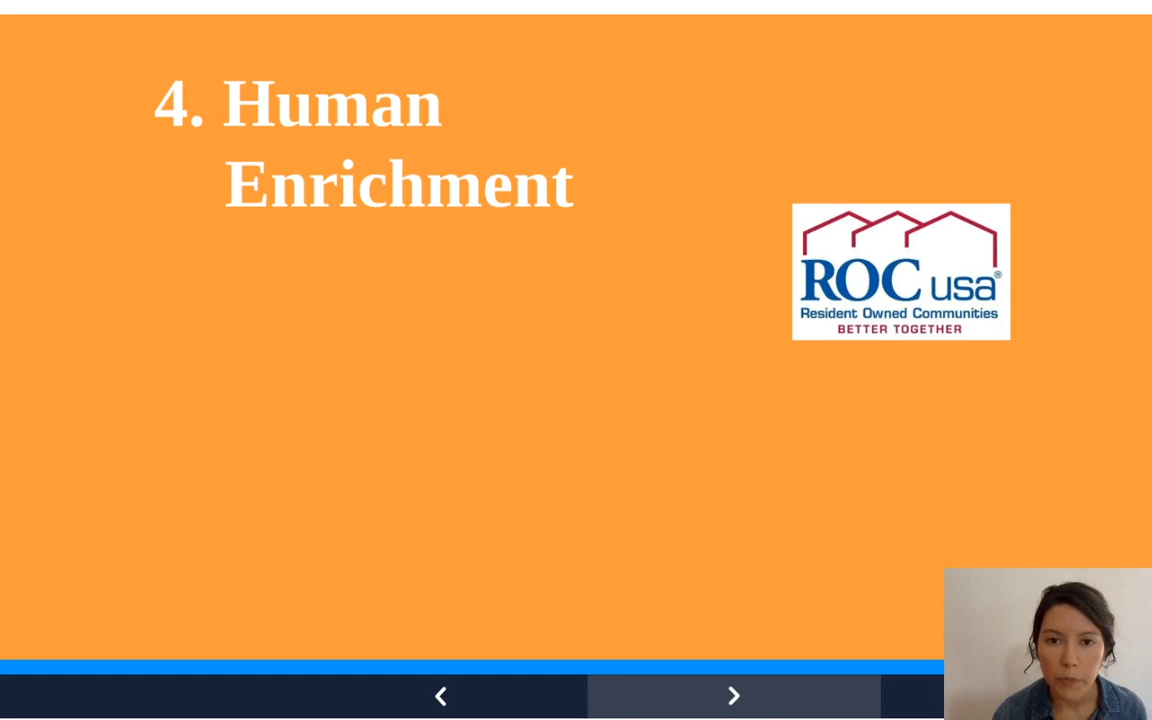 4. Human
Enrichment
ROC usa®
Resident Owned Communities
BETTER TOGETHER